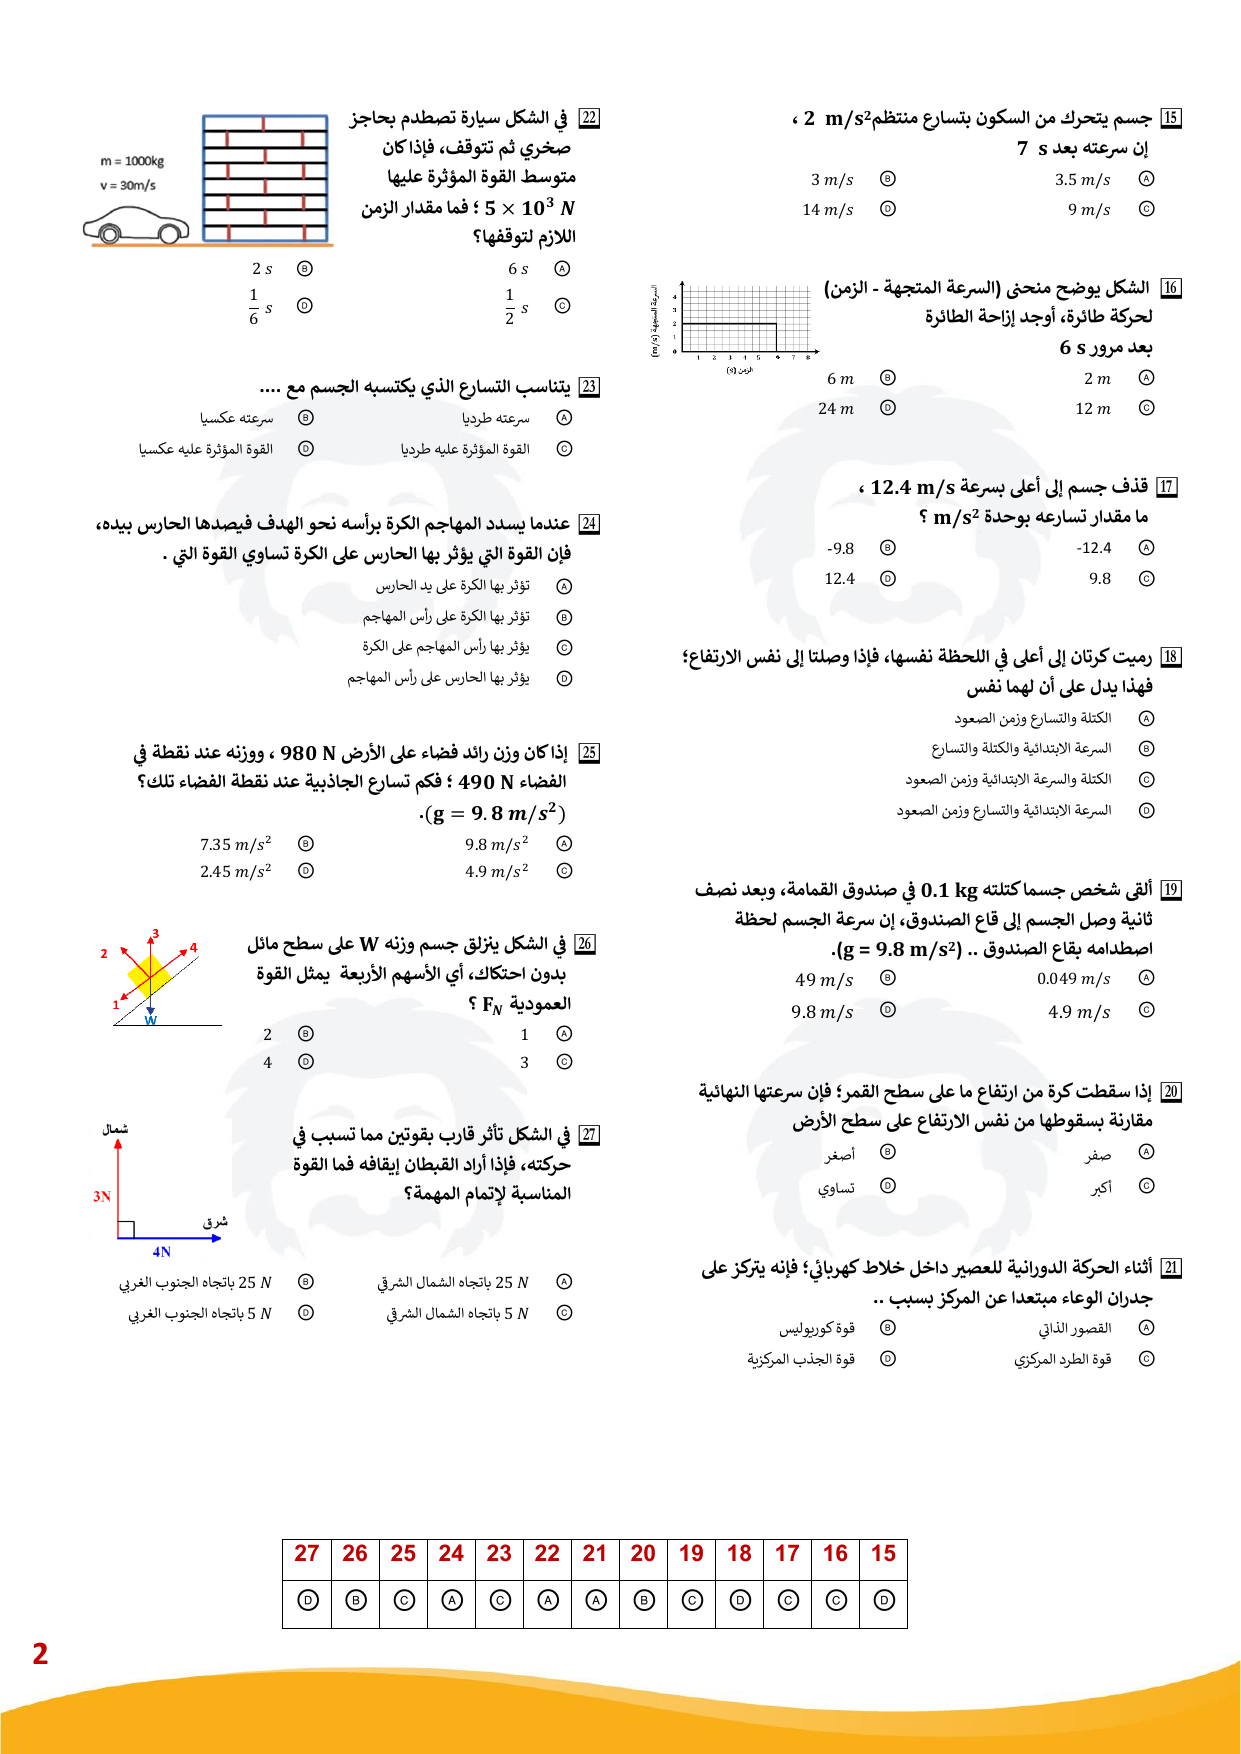 15 جسم يتحرك من السكون بتسارع منتظم 2 m/s² ،
إن سرعته بعد 7 s
A 3.5 m/s B 3 m/s
C 9 m/s D 14 m/s
16 الشكل يوضح منحنى (السرعة المتجهة - الزمن)
لحركة طائرة، أوجد إزاحة الطائرة
بعد مرور 6 s
السرعة المتجهة (m/s)
4
3
2
1
0
1 2 3 4 5 6 7 8
الزمن (s)
A 2 m B 6 m
C 12 m D 24 m
17 قذف جسم إلى أعلى بسرعة 12.4 m/s ،
ما مقدار تسارعه بوحدة m/s² ؟
A -12.4 B -9.8
C 9.8 D 12.4
18 رميت كرتان إلى أعلى في اللحظة نفسها، فإذا وصلتا إلى نفس الارتفاع؛
فهذا يدل على أن لهما نفس
A الكتلة والتسارع وزمن الصعود
B السرعة الابتدائية والكتلة والتسارع
C الكتلة والسرعة الابتدائية وزمن الصعود
D السرعة الابتدائية والتسارع وزمن الصعود
19 ألقى شخص جسما كتلته 0.1 kg في صندوق القمامة، وبعد نصف
ثانية وصل الجسم إلى قاع الصندوق، إن سرعة الجسم لحظة
اصطدامه بقاع الصندوق .. (g = 9.8 m/s²).
A 0.049 m/s B 49 m/s
C 4.9 m/s D 9.8 m/s
20 إذا سقطت كرة من ارتفاع ما على سطح القمر؛ فإن سرعتها النهائية
مقارنة بسقوطها من نفس الارتفاع على سطح الأرض
A صفر B أصغر
C أكبر D تساوي
21 أثناء الحركة الدورانية للعصير داخل خلاط كهربائي؛ فإنه يتركز على
جدران الوعاء مبتعدا عن المركز بسبب ..
A القصور الذاتي B قوة كوريوليس
C قوة الطرد المركزي D قوة الجذب المركزية
22 في الشكل سيارة تصطدم بحاجز
صخري ثم تتوقف، فإذا كان
متوسط القوة المؤثرة عليها
5 × 10³ N ؛ فما مقدار الزمن
اللازم لتوقفها؟
m = 1000kg
v = 30m/s
A 6 s B 2 s
C 1/2 s D 1/6 s
23 يتناسب التسارع الذي يكتسبه الجسم مع ....
A سرعته طرديا B سرعته عكسيا
C القوة المؤثرة عليه طرديا D القوة المؤثرة عليه عكسيا
24 عندما يسدد المهاجم الكرة برأسه نحو الهدف فيصدها الحارس بيده،
فإن القوة التي يؤثر بها الحارس على الكرة تساوي القوة التي .
A تؤثر بها الكرة على يد الحارس
B تؤثر بها الكرة على رأس المهاجم
C يؤثر بها رأس المهاجم على الكرة
D يؤثر بها الحارس على رأس المهاجم
25 إذا كان وزن رائد فضاء على الأرض 980 N ، ووزنه عند نقطة في
الفضاء 490 N ؛ فكم تسارع الجاذبية عند نقطة الفضاء تلك؟
(g = 9.8 m/s²).
A 9.8 m/s² B 7.35 m/s²
C 4.9 m/s² D 2.45 m/s²
26 في الشكل ينزلق جسم وزنه W على سطح مائل
بدون احتكاك، أي الأسهم الأربعة يمثل القوة
العمودية F_N ؟
3
2 4
1
W
A 1 B 2
C 3 D 4
27 في الشكل تأثر قارب بقوتين مما تسبب في
حركته، فإذا أراد القبطان إيقافه فما القوة
المناسبة لإتمام المهمة؟
شمال
3N
شرق
4N
A 25 N باتجاه الشمال الشرقي B 25 N باتجاه الجنوب الغربي
C 5 N باتجاه الشمال الشرقي D 5 N باتجاه الجنوب الغربي
27 26 25 24 23 22 21 20 19 18 17 16 15
D B C A C A A B C D C C D
2